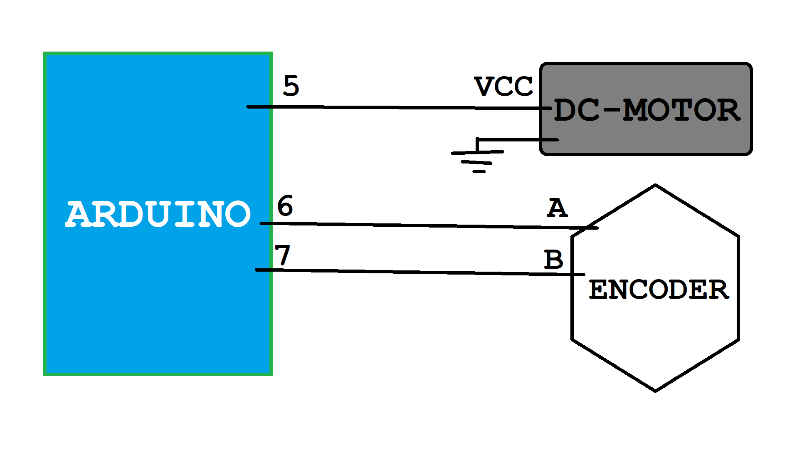 5
VCC
DC-MOTOR
ARDUINO
6
A
7
B
ENCODER